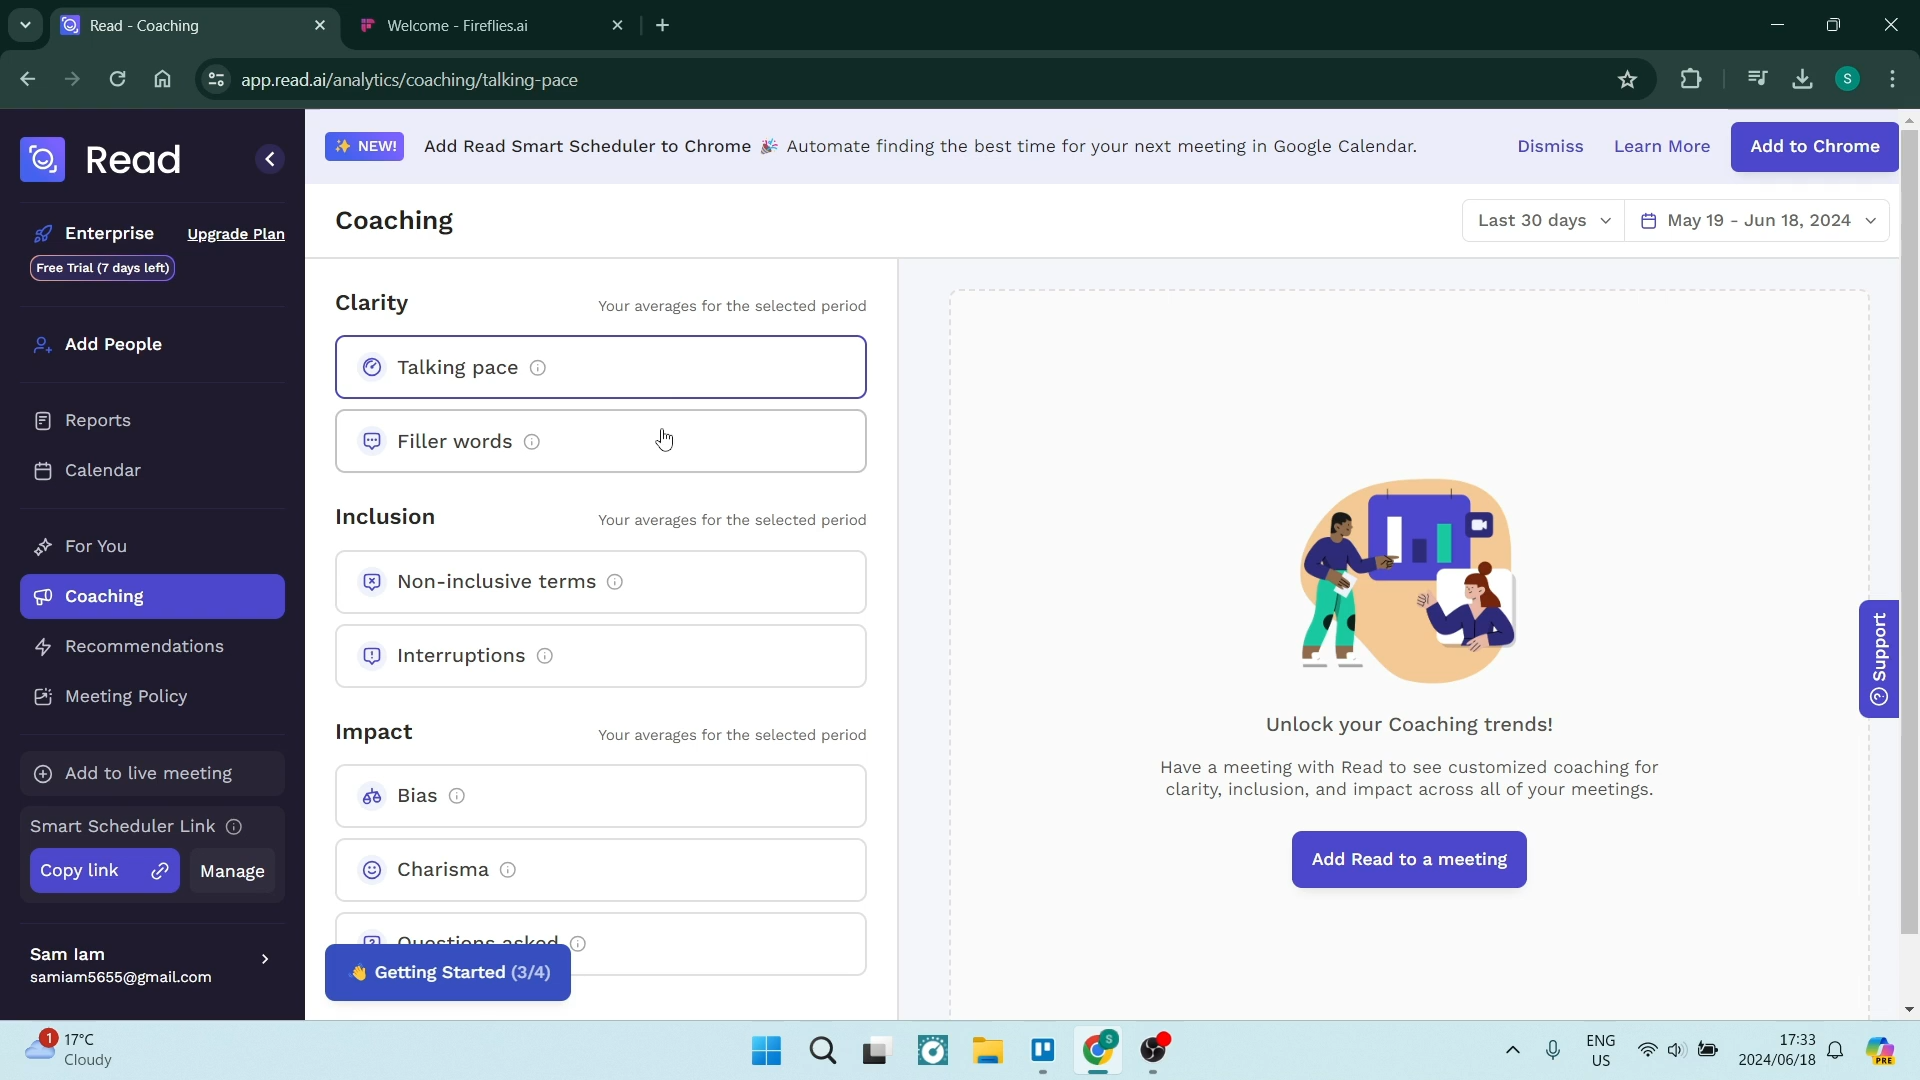 Read - Coaching
Welcome - Fireflies.ai
app.read.ai/analytics/coaching/talking-pace
S
Read
Enterprise
Upgrade Plan
Free Trial (7 days left)
Add People
Reports
Calendar
For You
Coaching
Recommendations
Meeting Policy
Add to live meeting
Smart Scheduler Link
Copy link
Manage
Sam Iam
samiam5655@gmail.com
✨ NEW!
Add Read Smart Scheduler to Chrome 🎉 Automate finding the best time for your next meeting in Google Calendar.
Dismiss
Learn More
Add to Chrome
Coaching
Last 30 days
May 19 - Jun 18, 2024
Clarity
Your averages for the selected period
Talking pace
Filler words
Inclusion
Your averages for the selected period
Non-inclusive terms
Interruptions
Impact
Your averages for the selected period
Bias
Charisma
Questions asked
👋 Getting Started (3/4)
Unlock your Coaching trends!
Have a meeting with Read to see customized coaching for
clarity, inclusion, and impact across all of your meetings.
Add Read to a meeting
Support
1
17°C
Cloudy
S
ENG
US
17:33
2024/06/18
PRE